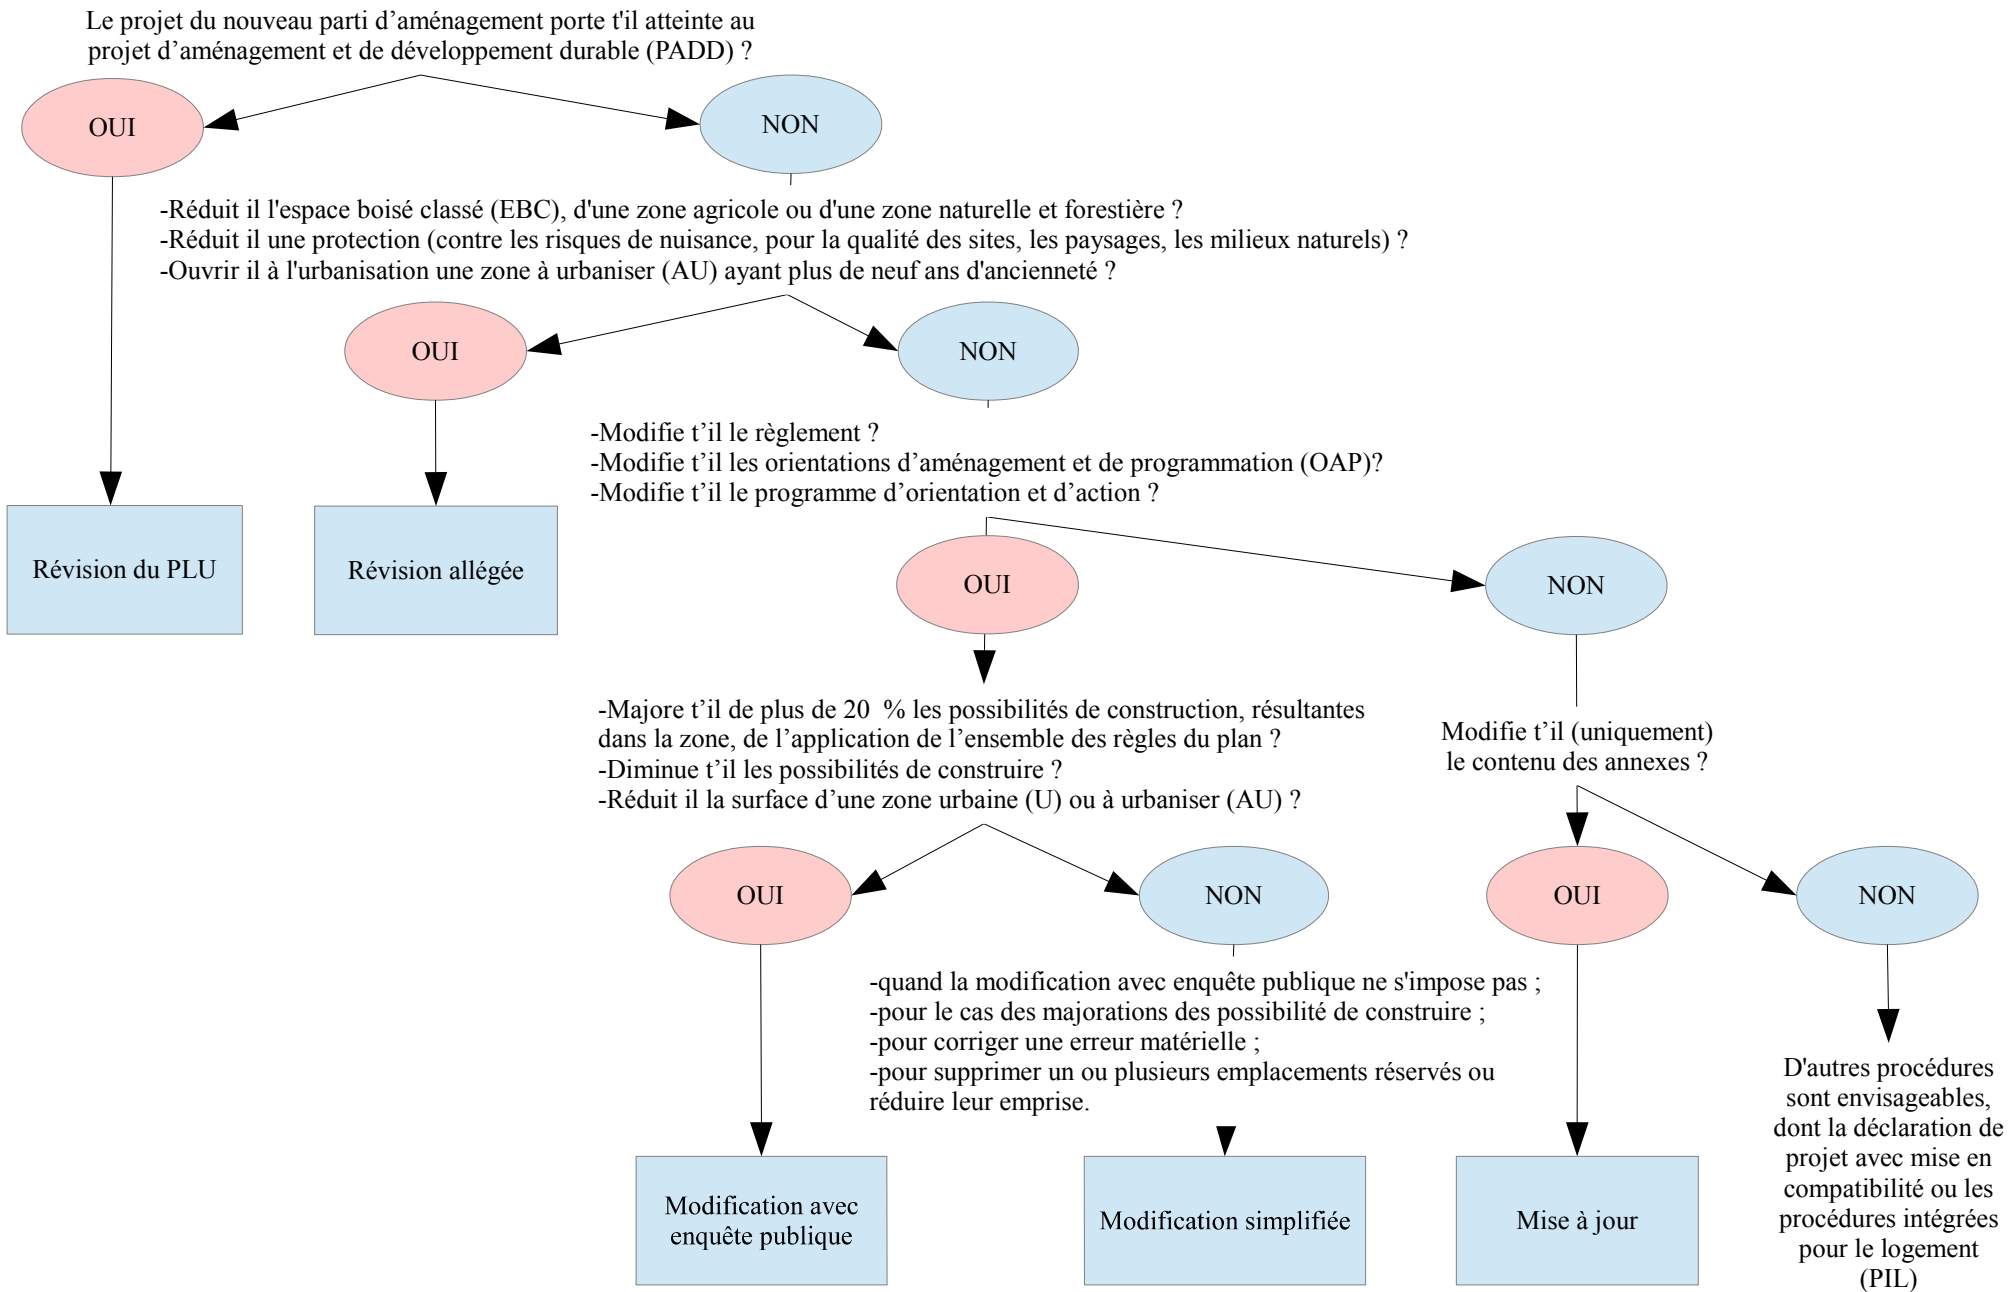 Le projet du nouveau parti d’aménagement porte t'il atteinte au
projet d’aménagement et de développement durable (PADD) ?
OUI
NON
-Réduit il l'espace boisé classé (EBC), d'une zone agricole ou d'une zone naturelle et forestière ?
-Réduit il une protection (contre les risques de nuisance, pour la qualité des sites, les paysages, les milieux naturels) ?
-Ouvrir il à l'urbanisation une zone à urbaniser (AU) ayant plus de neuf ans d'ancienneté ?
OUI
NON
-Modifie t’il le règlement ?
-Modifie t’il les orientations d’aménagement et de programmation (OAP)?
-Modifie t’il le programme d’orientation et d’action ?
Révision du PLU
Révision allégée
OUI
NON
-Majore t’il de plus de 20 % les possibilités de construction, résultantes
dans la zone, de l’application de l’ensemble des règles du plan ?
-Diminue t’il les possibilités de construire ?
-Réduit il la surface d’une zone urbaine (U) ou à urbaniser (AU) ?
Modifie t’il (uniquement)
le contenu des annexes ?
OUI
NON
OUI
NON
-quand la modification avec enquête publique ne s'impose pas ;
-pour le cas des majorations des possibilité de construire ;
-pour corriger une erreur matérielle ;
-pour supprimer un ou plusieurs emplacements réservés ou
réduire leur emprise.
D'autres procédures
sont envisageables,
dont la déclaration de
projet avec mise en
compatibilité ou les
procédures intégrées
pour le logement
(PIL)
Modification avec
enquête publique
Modification simplifiée
Mise à jour